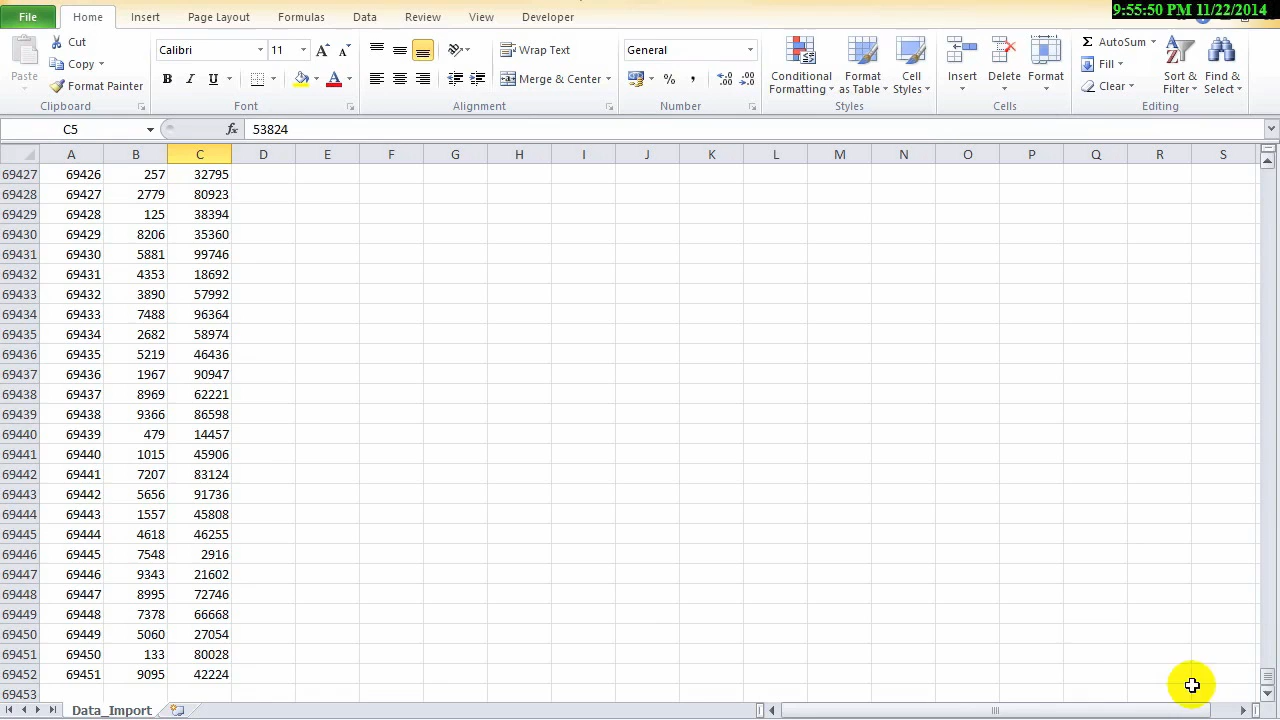 9:55:50 PM 11/22/2014
File Home Insert Page Layout Formulas Data Review View
Paste Cut Copy Format Painter
Clipboard
Calibri 11
B I U A
Font
Wrap Text
Merge & Center
Alignment
General
% ,
Number
Conditional Formatting
Format as Table
Cell Styles
Styles
Insert Delete Format
Cells
AutoSum
Fill
Clear
Sort & Filter
Find & Select
Editing
C5 fx 53824
A B C D E F G H I J K L M N O P Q R S
69427 69426 257 32795
69428 69427 2779 80923
69429 69428 125 38394
69430 69429 8206 35360
69431 69430 5881 99746
69432 69431 4353 18692
69433 69432 3890 57992
69434 69433 7488 96364
69435 69434 2682 58974
69436 69435 5219 46436
69437 69436 1967 90947
69438 69437 8969 62221
69439 69438 9366 86598
69440 69439 479 14457
69441 69440 1015 45906
69442 69441 7207 83124
69443 69442 5656 91736
69444 69443 1557 45808
69445 69444 4618 46255
69446 69445 7548 2916
69447 69446 9343 21602
69448 69447 8995 72746
69449 69448 7378 66668
69450 69449 5060 27054
69451 69450 133 80028
69452 69451 9095 42224
69453
Data_Import